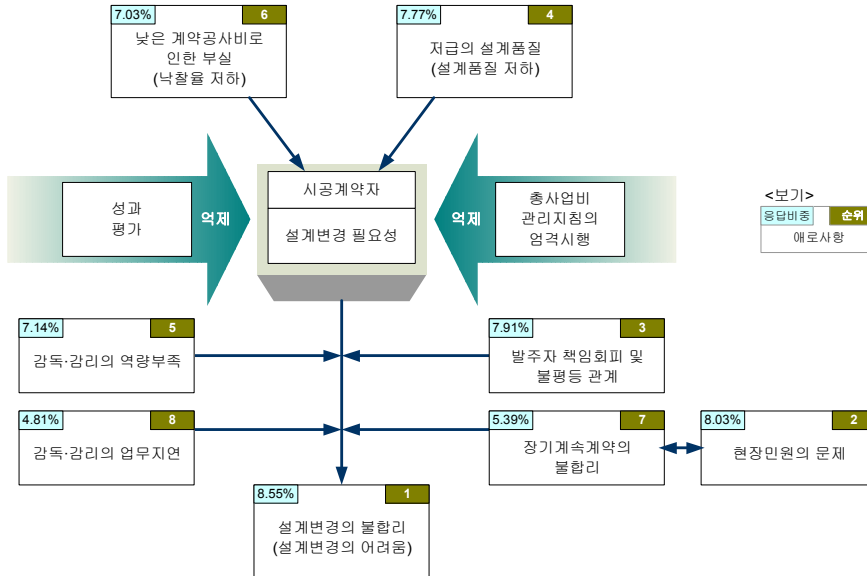 7.03% 6
낮은 계약공사비로
인한 부실
(낙찰율 저하)
7.77% 4
저급의 설계품질
(설계품질 저하)
성과
평가
억제
시공계약자
설계변경 필요성
억제
총사업비
관리지침의
엄격시행
<보기>
응답비중 순위
애로사항
7.14% 5
감독·감리의 역량부족
7.91% 3
발주자 책임회피 및
불평등 관계
4.81% 8
감독·감리의 업무지연
5.39% 7
장기계속계약의
불합리
8.03% 2
현장민원의 문제
8.55% 1
설계변경의 불합리
(설계변경의 어려움)